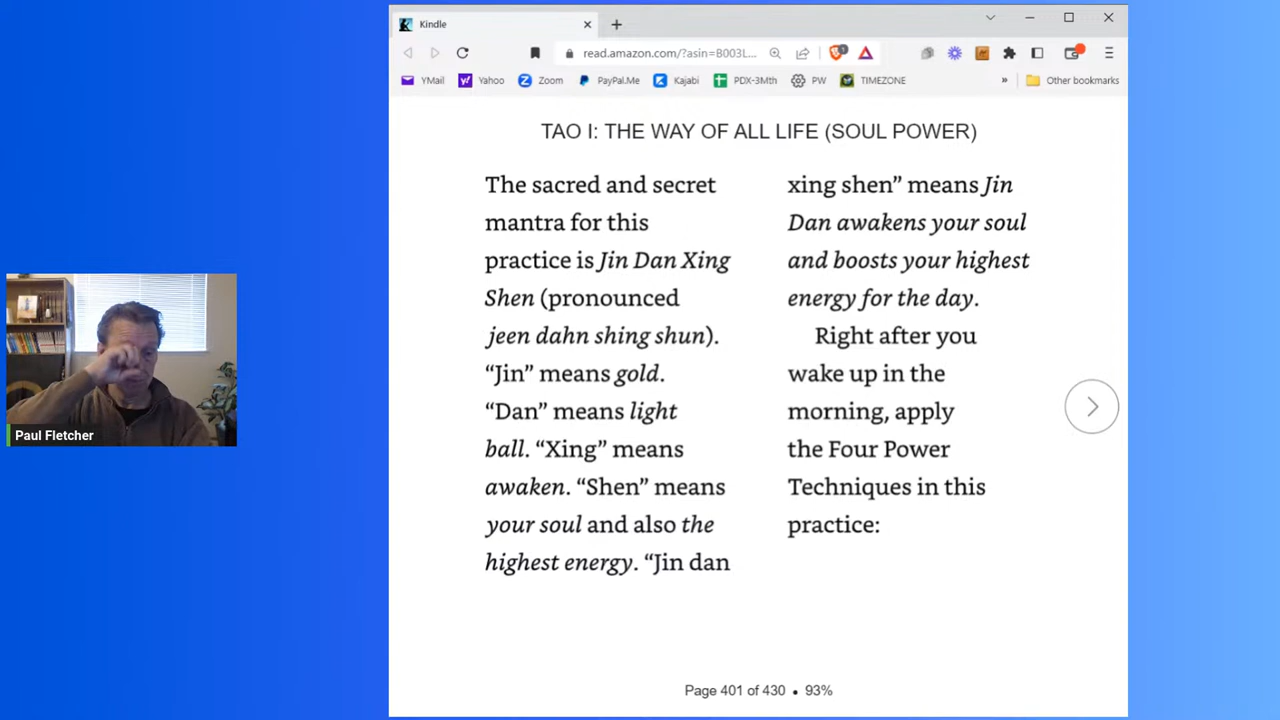 Kindle
read.amazon.com/?asin=B003L...
1
YMail
Yahoo
Zoom
PayPal.Me
Kajabi
PDX-3Mth
PW
TIMEZONE
»
Other bookmarks
TAO I: THE WAY OF ALL LIFE (SOUL POWER)
The sacred and secret
mantra for this
practice is Jin Dan Xing
Shen (pronounced
jeen dahn shing shun).
“Jin” means gold.
“Dan” means light
ball. “Xing” means
awaken. “Shen” means
your soul and also the
highest energy. “Jin dan
xing shen” means Jin
Dan awakens your soul
and boosts your highest
energy for the day.
Right after you
wake up in the
morning, apply
the Four Power
Techniques in this
practice:
Page 401 of 430 • 93%
Paul Fletcher